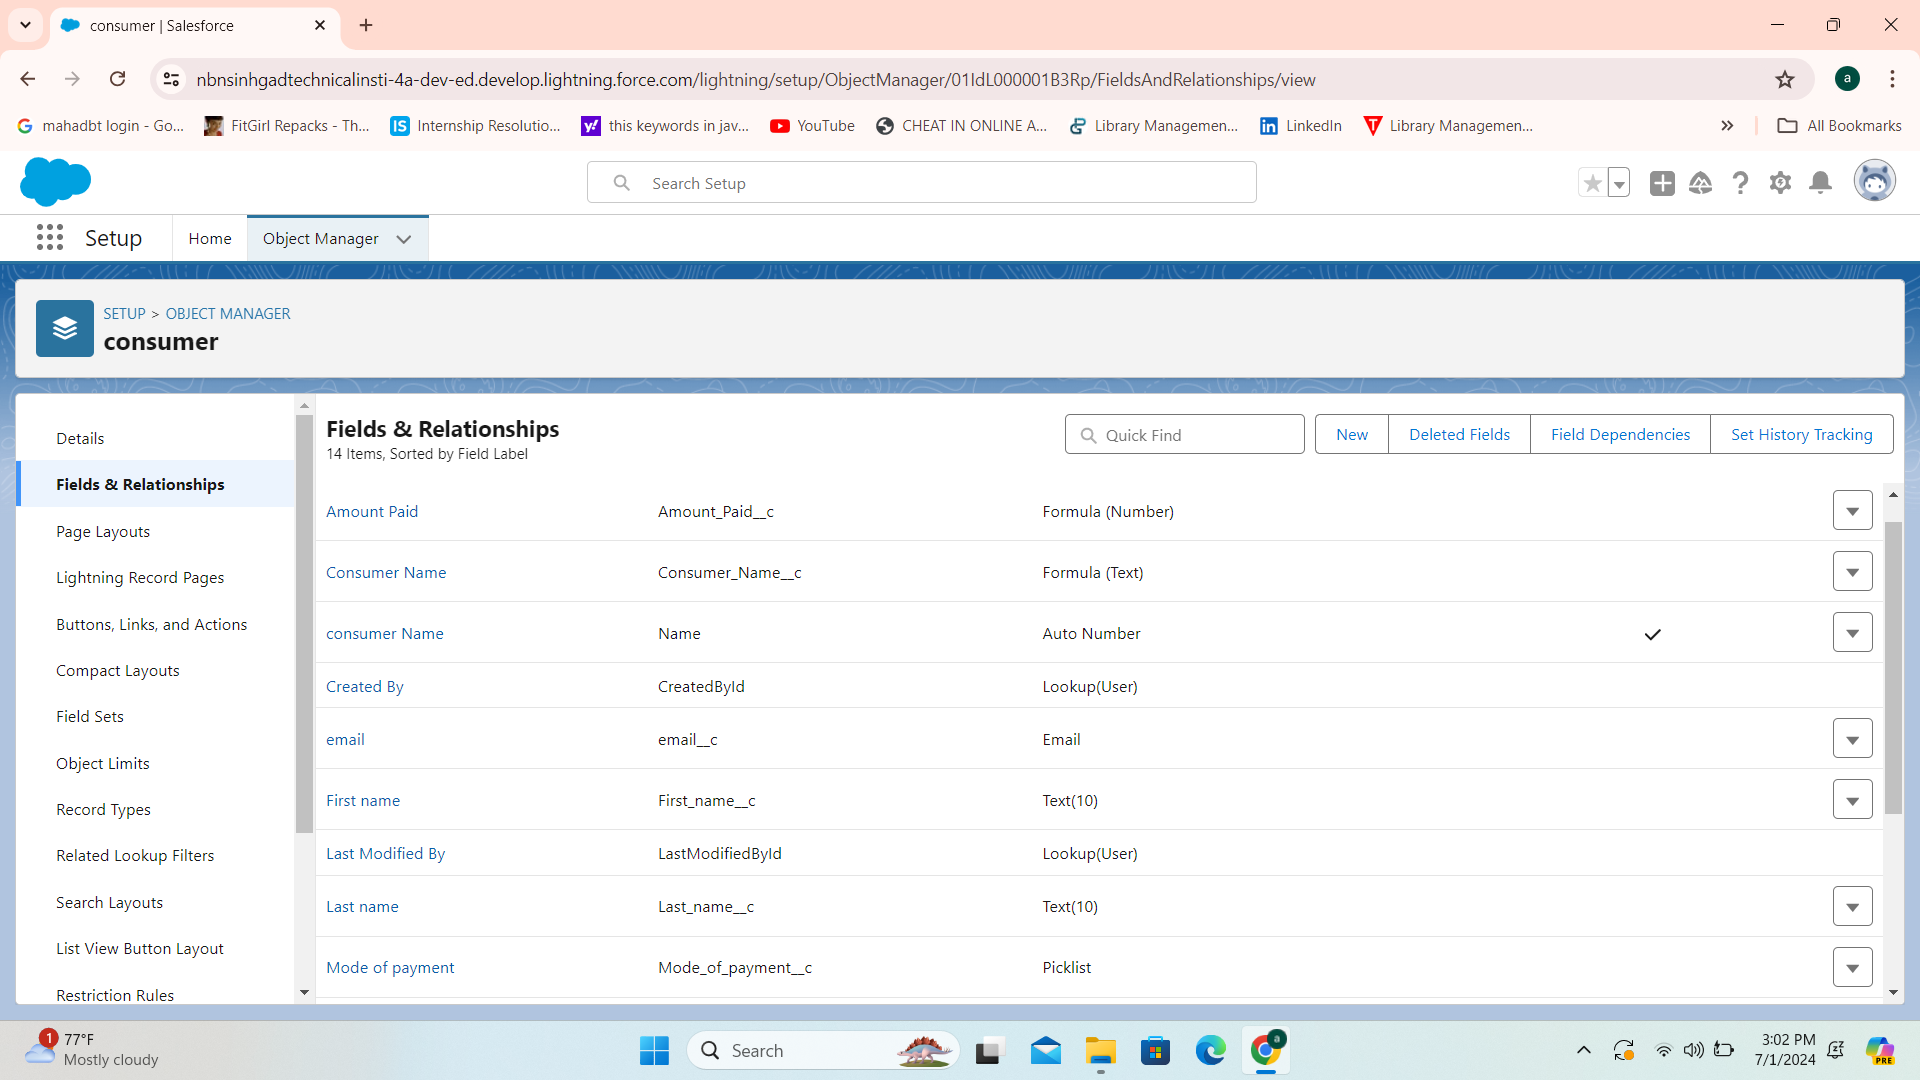 consumer | Salesforce
nbnsinhgadtechnicalinsti-4a-dev-ed.develop.lightning.force.com/lightning/setup/ObjectManager/01IdL000001B3Rp/FieldsAndRelationships/view
a
mahadbt login - Go...
FitGirl Repacks - Th...
IS Internship Resolutio...
y! this keywords in jav...
YouTube
CHEAT IN ONLINE A...
Library Managemen...
in LinkedIn
Library Managemen...
All Bookmarks
Search Setup
Setup
Home
Object Manager
SETUP > OBJECT MANAGER
consumer
Details
Fields & Relationships
Page Layouts
Lightning Record Pages
Buttons, Links, and Actions
Compact Layouts
Field Sets
Object Limits
Record Types
Related Lookup Filters
Search Layouts
List View Button Layout
Restriction Rules
Fields & Relationships
14 Items, Sorted by Field Label
Quick Find
New
Deleted Fields
Field Dependencies
Set History Tracking
Amount Paid Amount_Paid__c Formula (Number)
Consumer Name Consumer_Name__c Formula (Text)
consumer Name Name Auto Number
Created By CreatedById Lookup(User)
email email__c Email
First name First_name__c Text(10)
Last Modified By LastModifiedById Lookup(User)
Last name Last_name__c Text(10)
Mode of payment Mode_of_payment__c Picklist
1
77°F
Mostly cloudy
Search
a
3:02 PM
7/1/2024
PRE